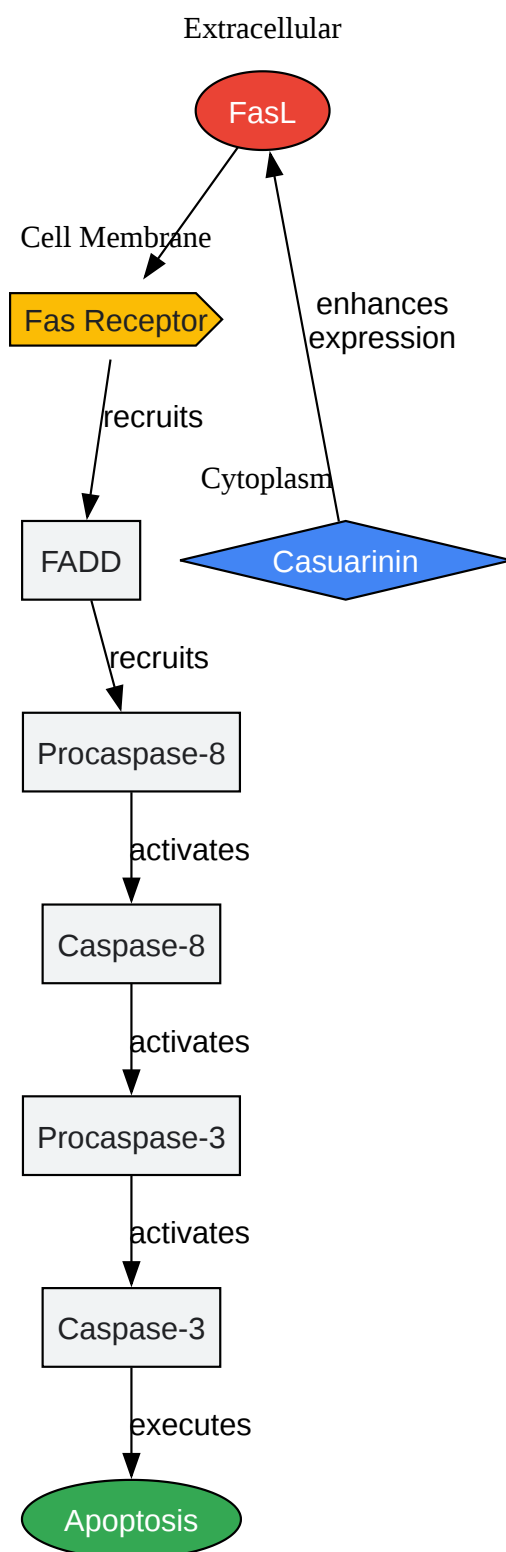 Extracellular
FasL
Cell Membrane
Fas Receptor
enhances
expression
recruits
Cytoplasm
FADD
Casuarinin
recruits
Procaspase-8
activates
Caspase-8
activates
Procaspase-3
activates
Caspase-3
executes
Apoptosis